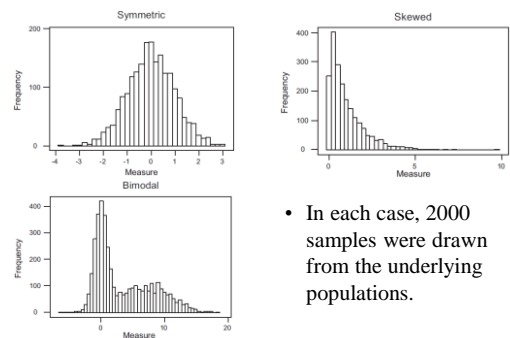 Symmetric
200
100
0
Frequency
-4 -3 -2 -1 0 1 2 3
Measure
Skewed
400
300
200
100
0
Frequency
0 5 10
Measure
Bimodal
400
300
200
100
0
Frequency
0 10 20
Measure
• In each case, 2000
samples were drawn
from the underlying
populations.